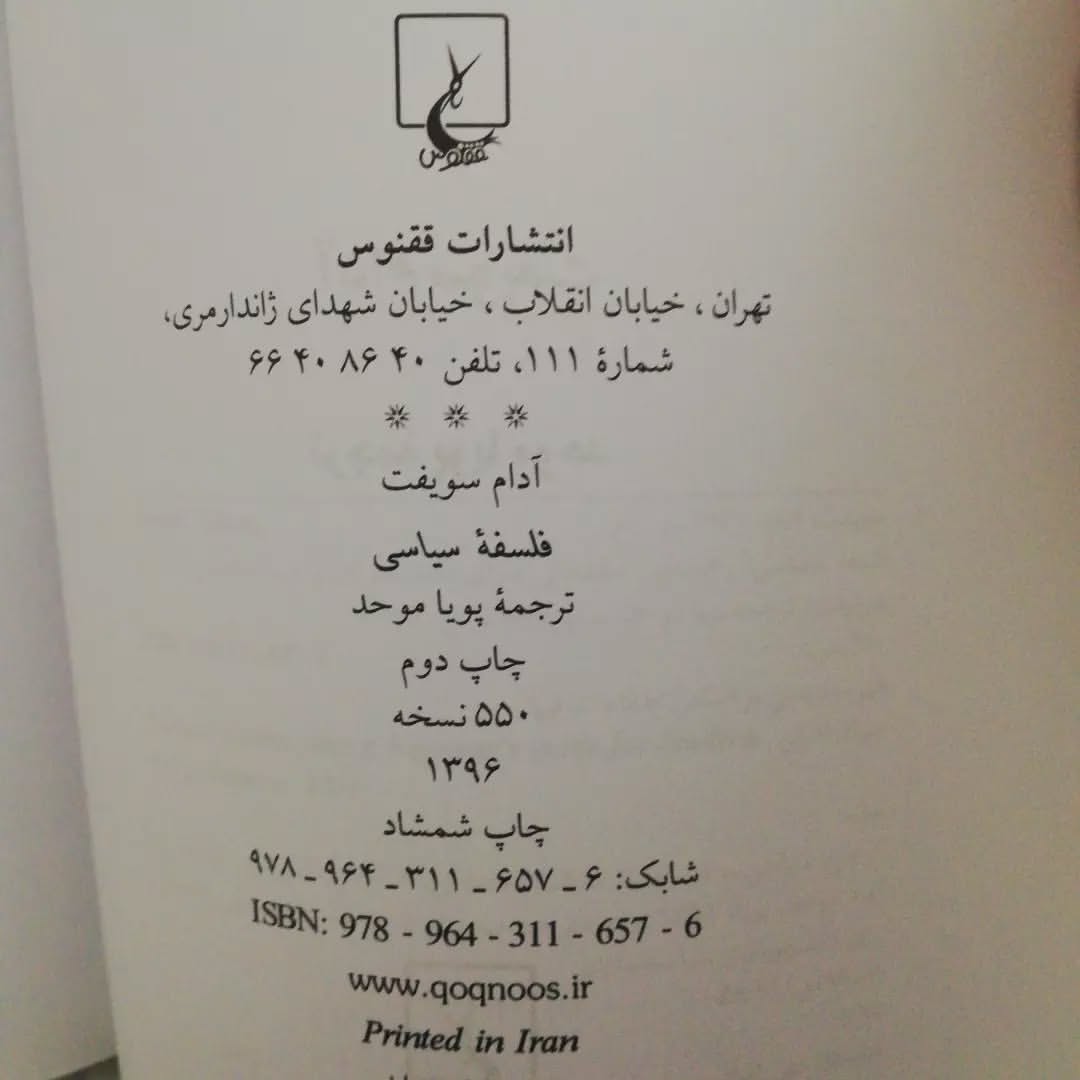 ققنوس
انتشارات ققنوس
تهران، خیابان انقلاب، خیابان شهدای ژاندارمری،
شمارهٔ ۱۱۱، تلفن ۴۰ ۸۶ ۴۰ ۶۶
* * *
آدام سویفت
فلسفهٔ سیاسی
ترجمهٔ پویا موحد
چاپ دوم
۵۵۰ نسخه
۱۳۹۶
چاپ شمشاد
شابک: ۶ ـ ۶۵۷ ـ ۳۱۱ ـ ۹۶۴ ـ ۹۷۸
ISBN: 978 - 964 - 311 - 657 - 6
www.qoqnoos.ir
Printed in Iran